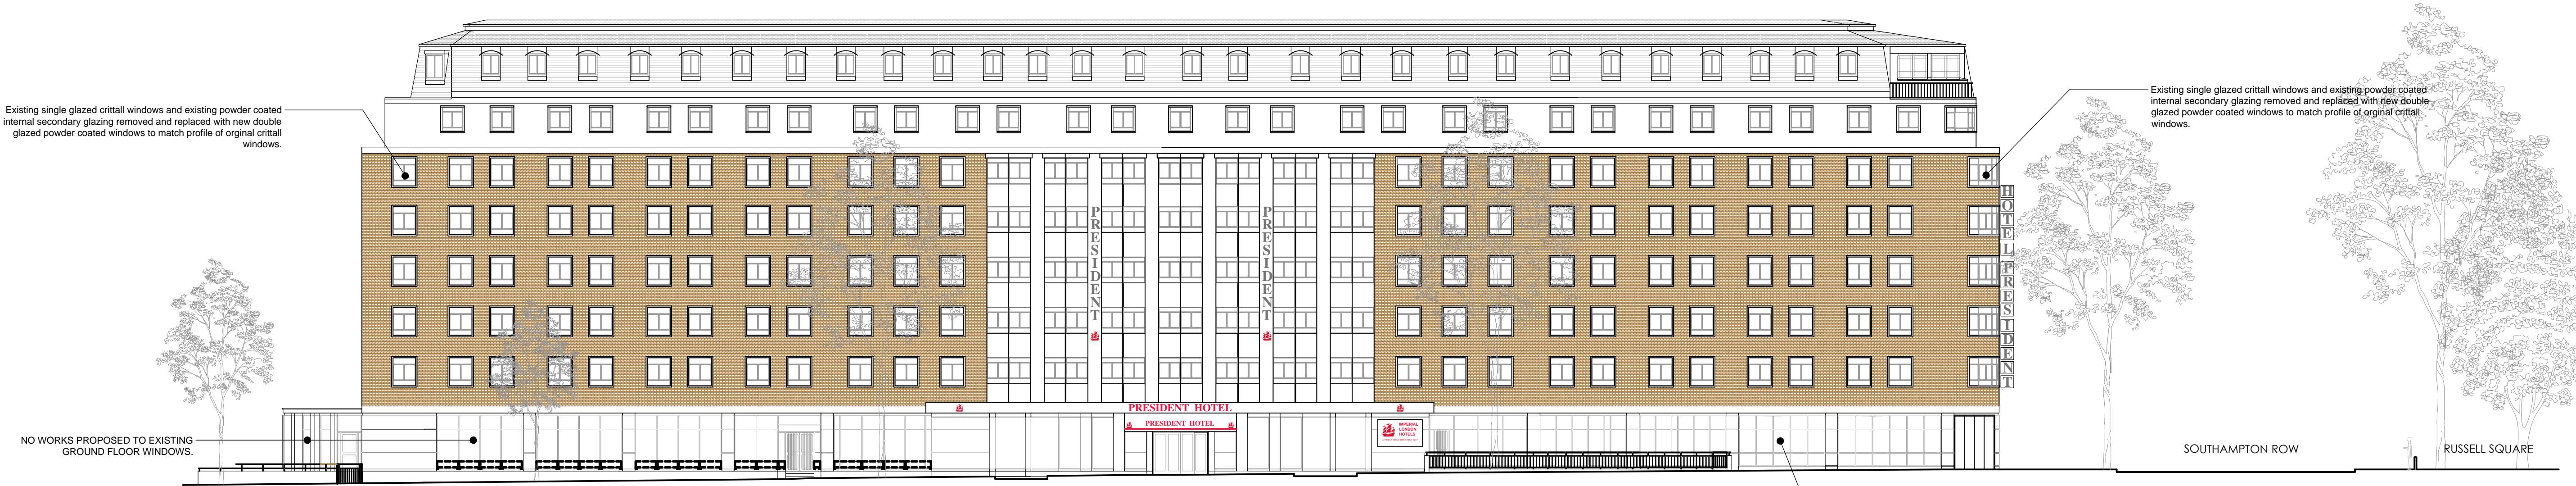 Existing single glazed crittall windows and existing powder coated
internal secondary glazing removed and replaced with new double
glazed powder coated windows to match profile of orginal crittall
windows.
Existing single glazed crittall windows and existing powder coated
internal secondary glazing removed and replaced with new double
glazed powder coated windows to match profile of orginal crittall
windows.
PRESIDENT
PRESIDENT
HOTEL PRESIDENT
PRESIDENT HOTEL
PRESIDENT HOTEL
IMPERIAL
LONDON
HOTELS
NO WORKS PROPOSED TO EXISTING
GROUND FLOOR WINDOWS.
SOUTHAMPTON ROW
RUSSELL SQUARE